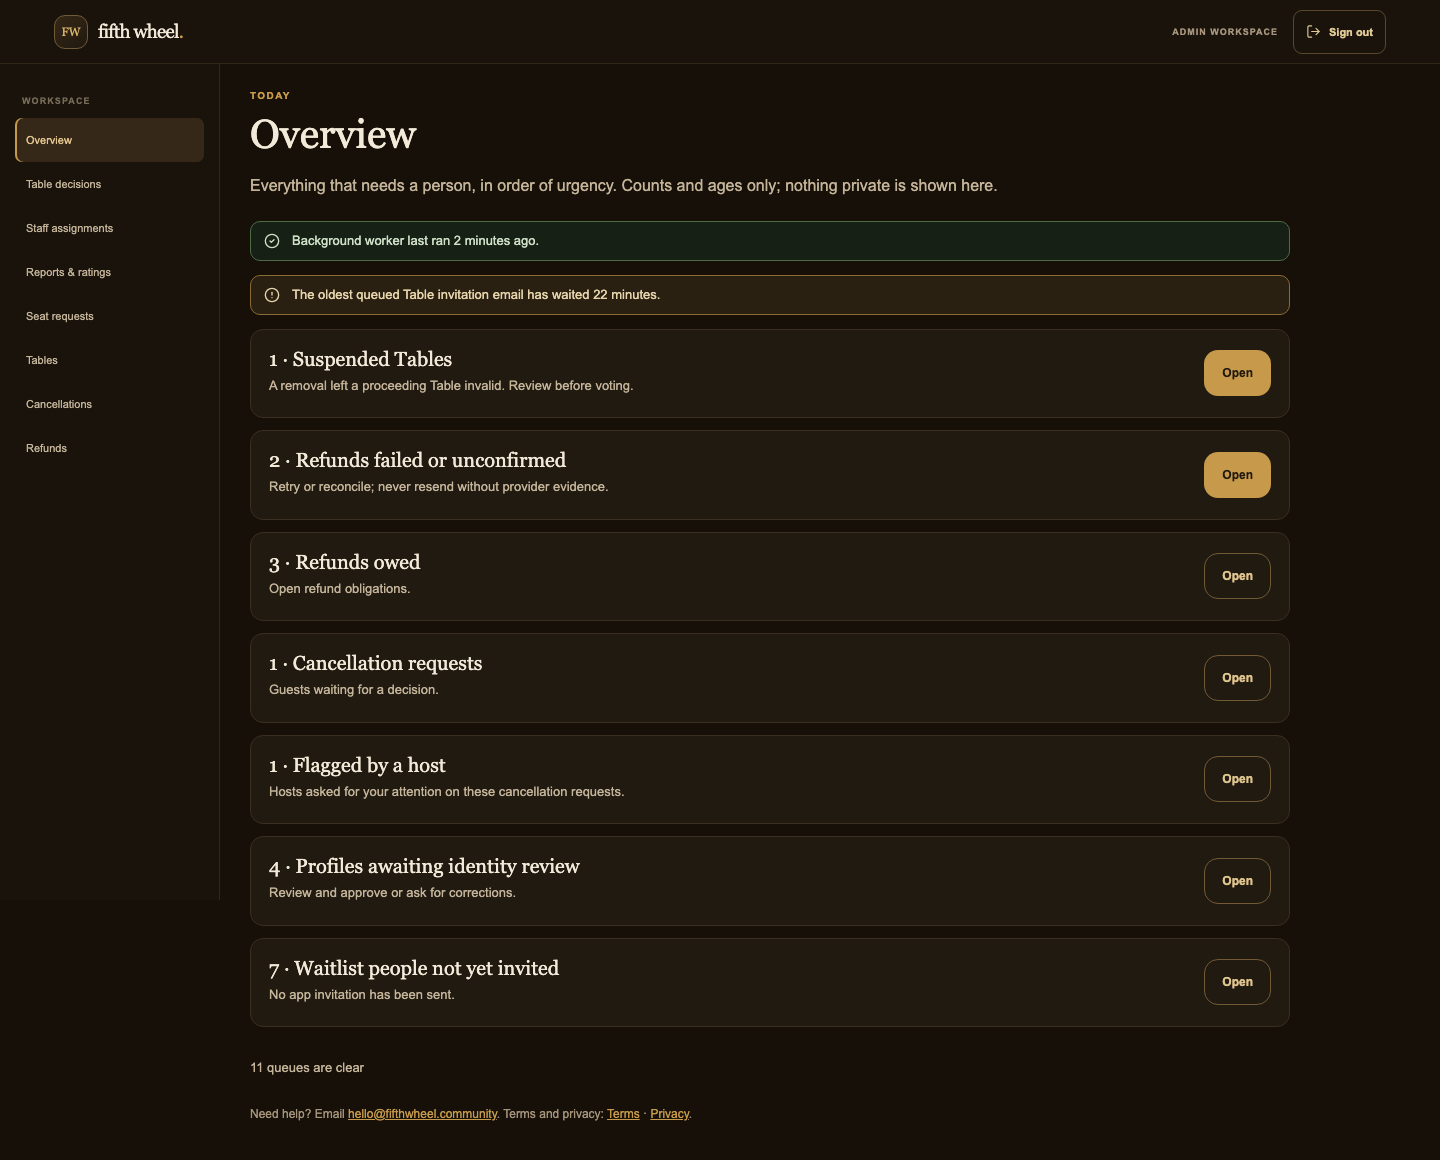 FW
fifth wheel.
ADMIN WORKSPACE
Sign out
WORKSPACE
Overview
Table decisions
Staff assignments
Reports & ratings
Seat requests
Tables
Cancellations
Refunds
TODAY
Overview
Everything that needs a person, in order of urgency. Counts and ages only; nothing private is shown here.
Background worker last ran 2 minutes ago.
The oldest queued Table invitation email has waited 22 minutes.
1 · Suspended Tables
A removal left a proceeding Table invalid. Review before voting.
Open
2 · Refunds failed or unconfirmed
Retry or reconcile; never resend without provider evidence.
Open
3 · Refunds owed
Open refund obligations.
Open
1 · Cancellation requests
Guests waiting for a decision.
Open
1 · Flagged by a host
Hosts asked for your attention on these cancellation requests.
Open
4 · Profiles awaiting identity review
Review and approve or ask for corrections.
Open
7 · Waitlist people not yet invited
No app invitation has been sent.
Open
11 queues are clear
Need help? Email hello@fifthwheel.community. Terms and privacy: Terms · Privacy.